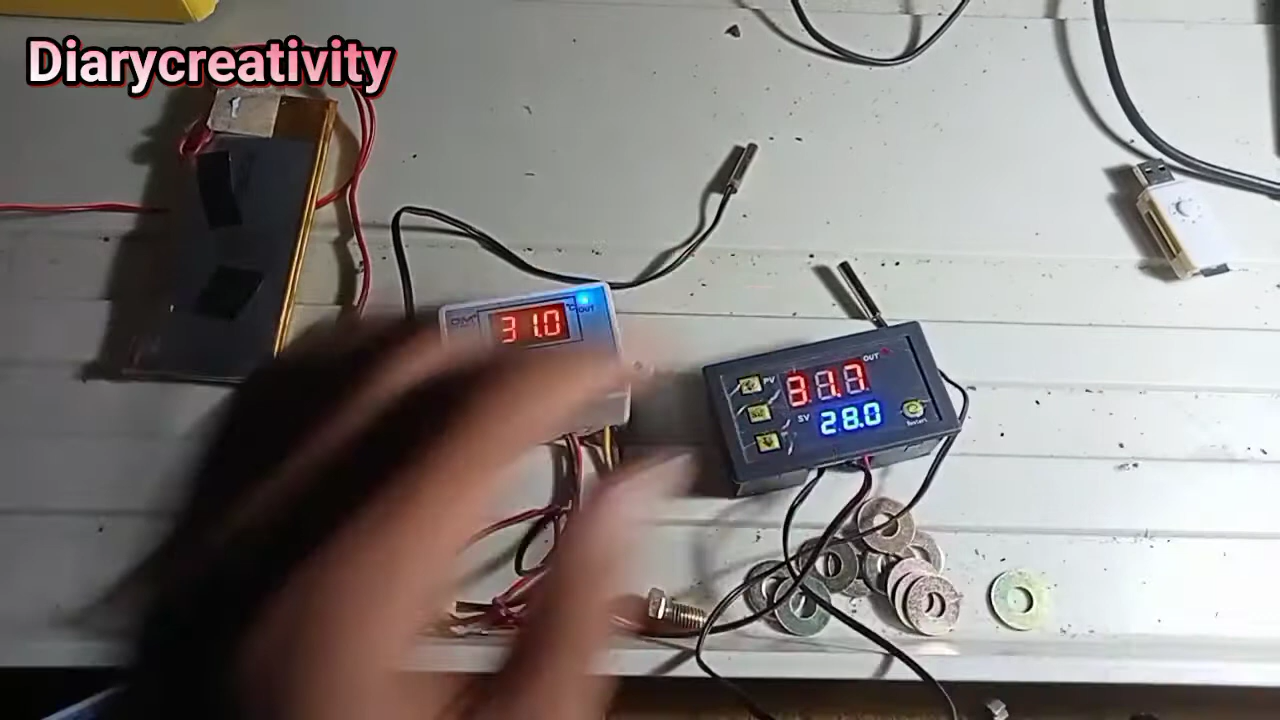 Diarycreativity
°C OUT
31.0
OUT
PV
31.7
SV
28.0
Restart